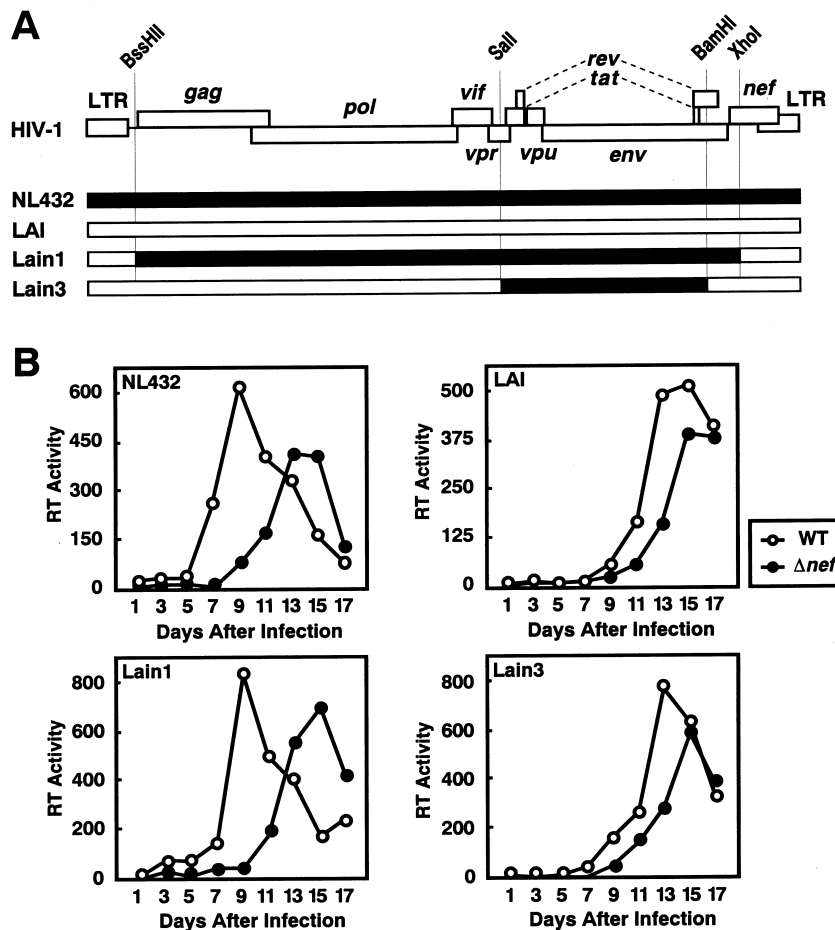 A
BssHII
SalI
BamHI
XhoI
LTR
gag
pol
vif
rev
tat
nef
LTR
HIV-1
vpr
vpu
env
NL432
LAI
Lain1
Lain3
B
NL432
RT Activity
600
450
300
150
0
1 3 5 7 9 11 13 15 17
Days After Infection
LAI
RT Activity
500
375
250
125
0
1 3 5 7 9 11 13 15 17
Days After Infection
WT
Δnef
Lain1
RT Activity
800
600
400
200
0
1 3 5 7 9 11 13 15 17
Days After Infection
Lain3
RT Activity
800
600
400
200
0
1 3 5 7 9 11 13 15 17
Days After Infection